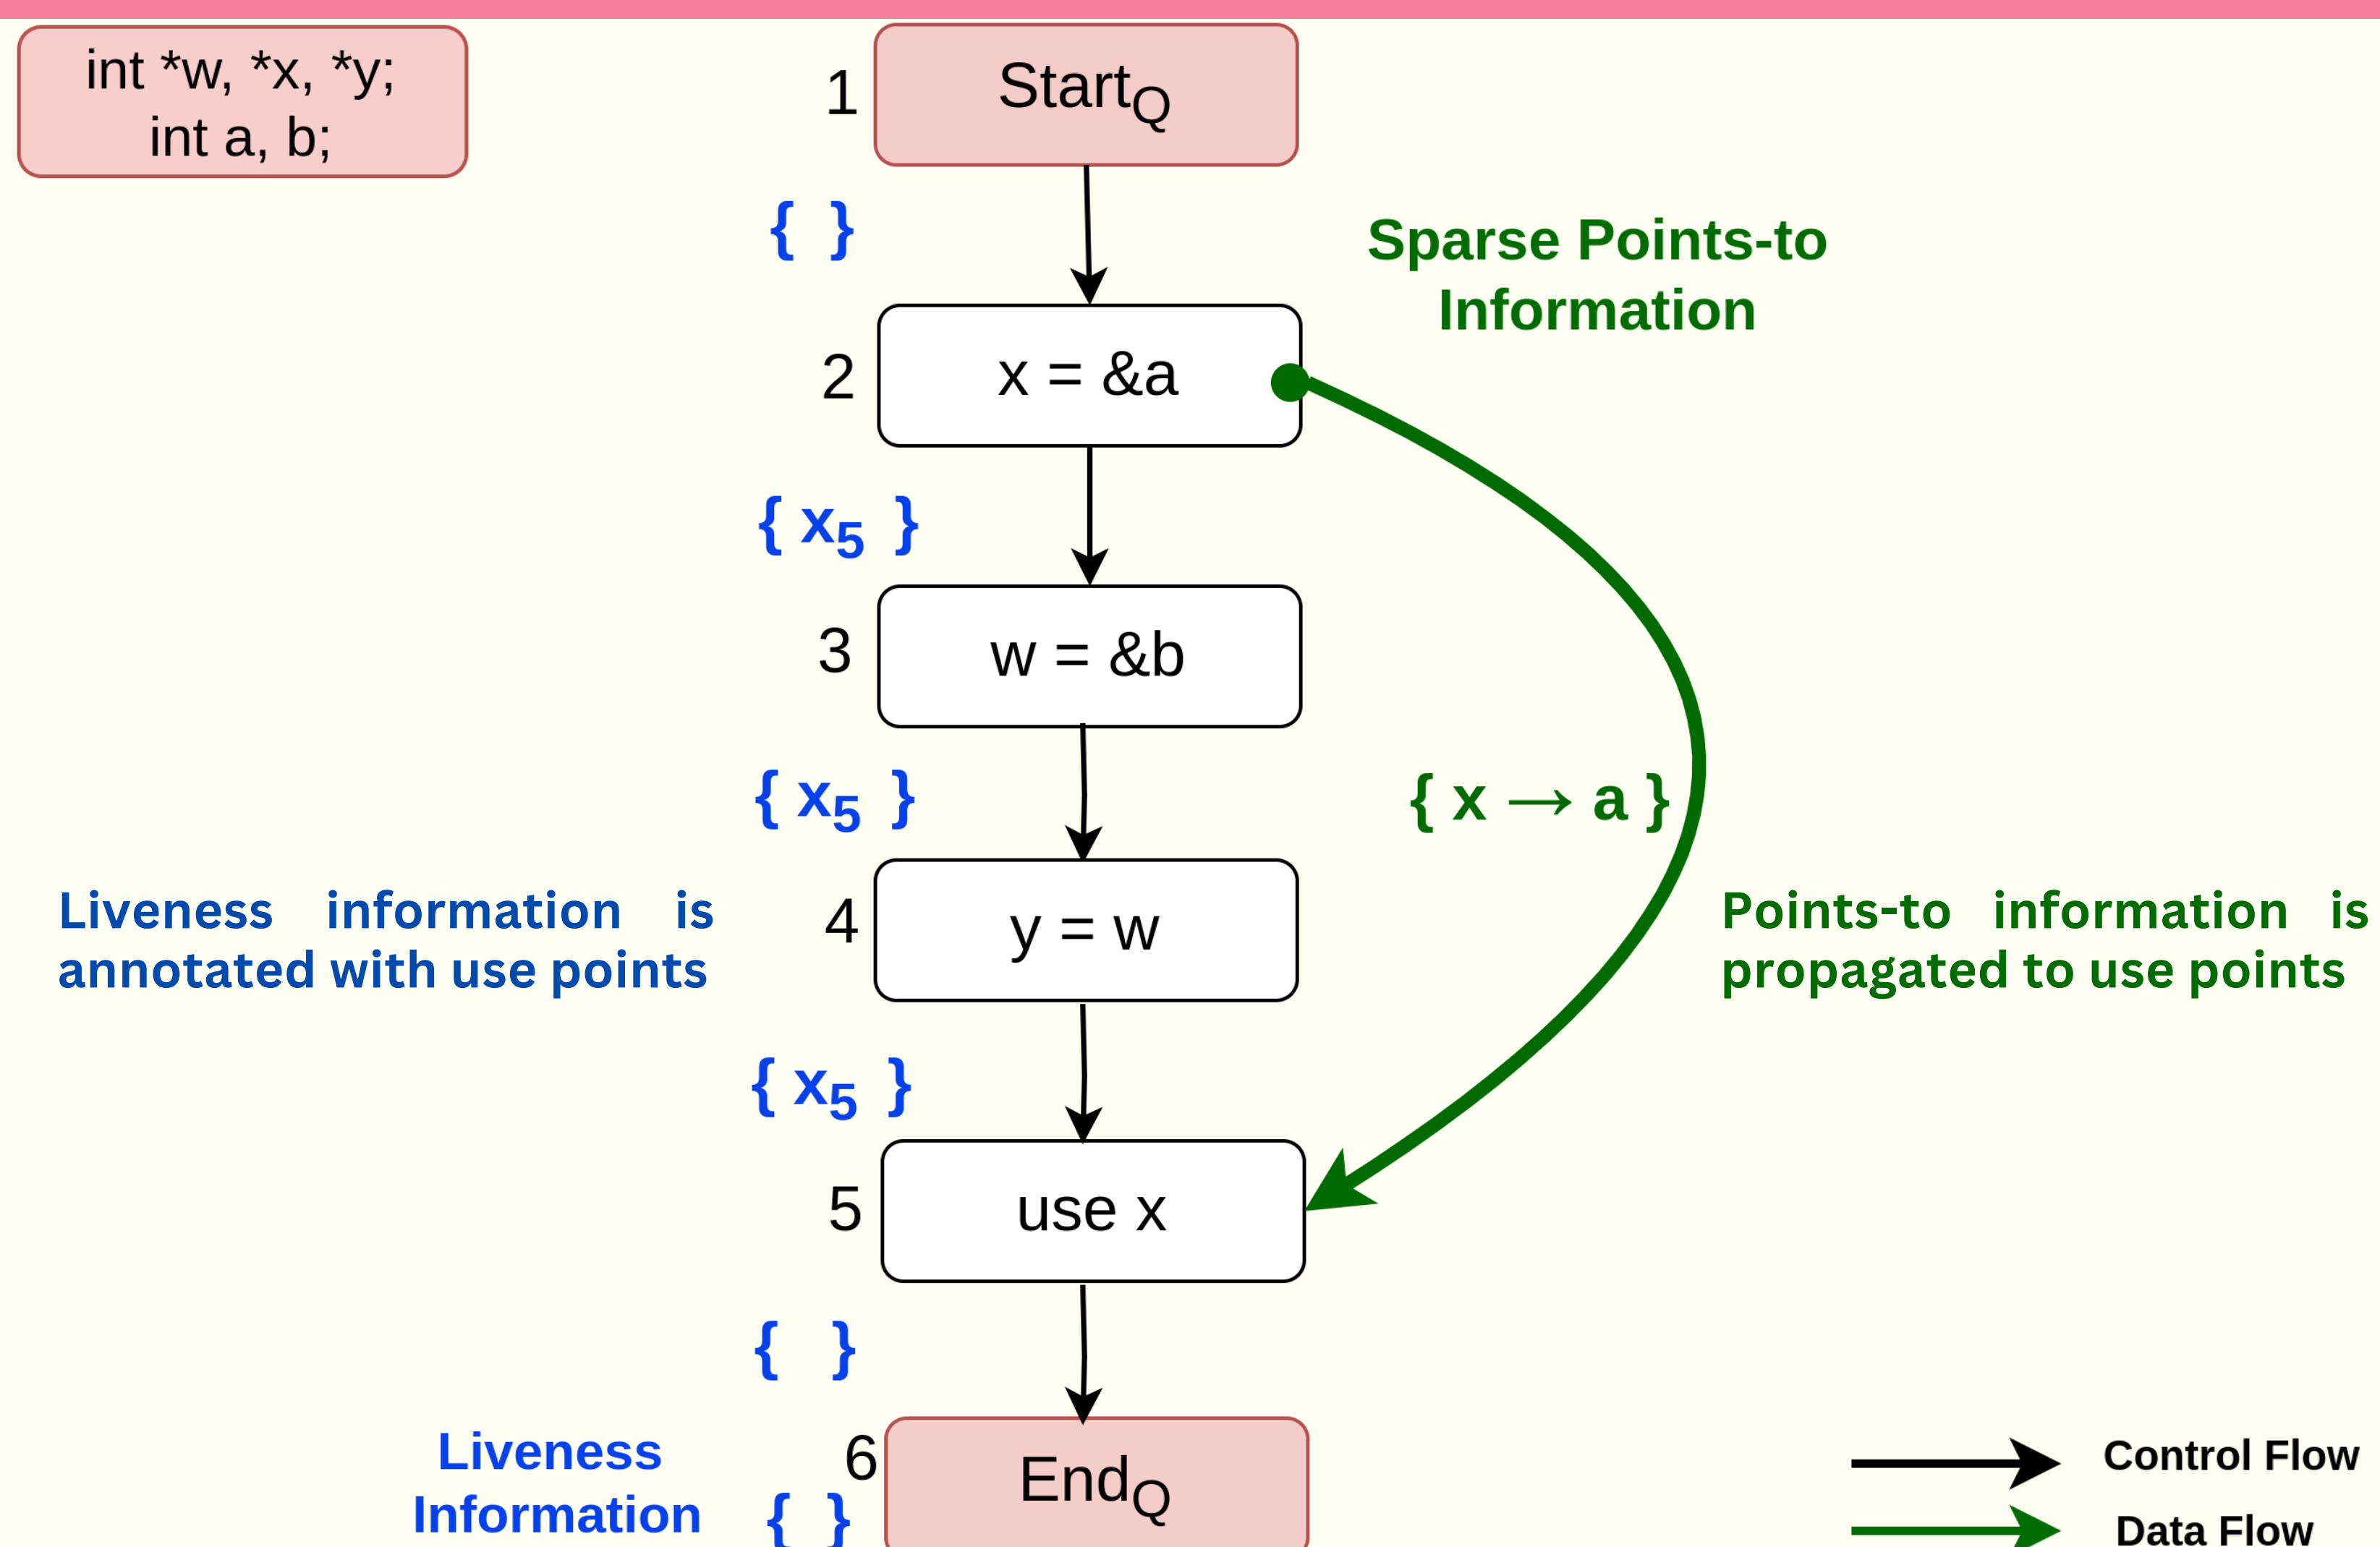 int *w, *x, *y;
int a, b;
1
StartQ
{ }
Sparse Points-to
Information
2
x = &a
{ x5 }
3
w = &b
{ x5 }
{ x → a }
4
y = w
Liveness information is
annotated with use points
Points-to information is
propagated to use points
{ x5 }
5
use x
{ }
6
EndQ
Liveness
Information
{ }
Control Flow
Data Flow